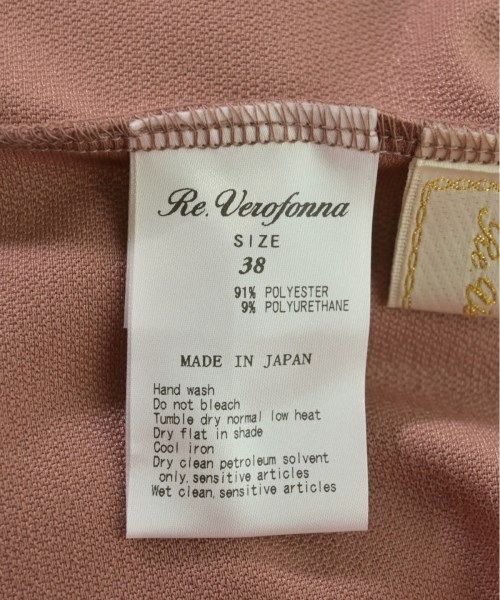 Re. Verofonna
SIZE
38
91% POLYESTER
9% POLYURETHANE
MADE IN JAPAN
Hand wash
Do not bleach
Tumble dry normal low heat
Dry flat in shade
Cool iron
Dry clean petroleum solvent
only, sensitive articles
Wet clean, sensitive articles
Re.